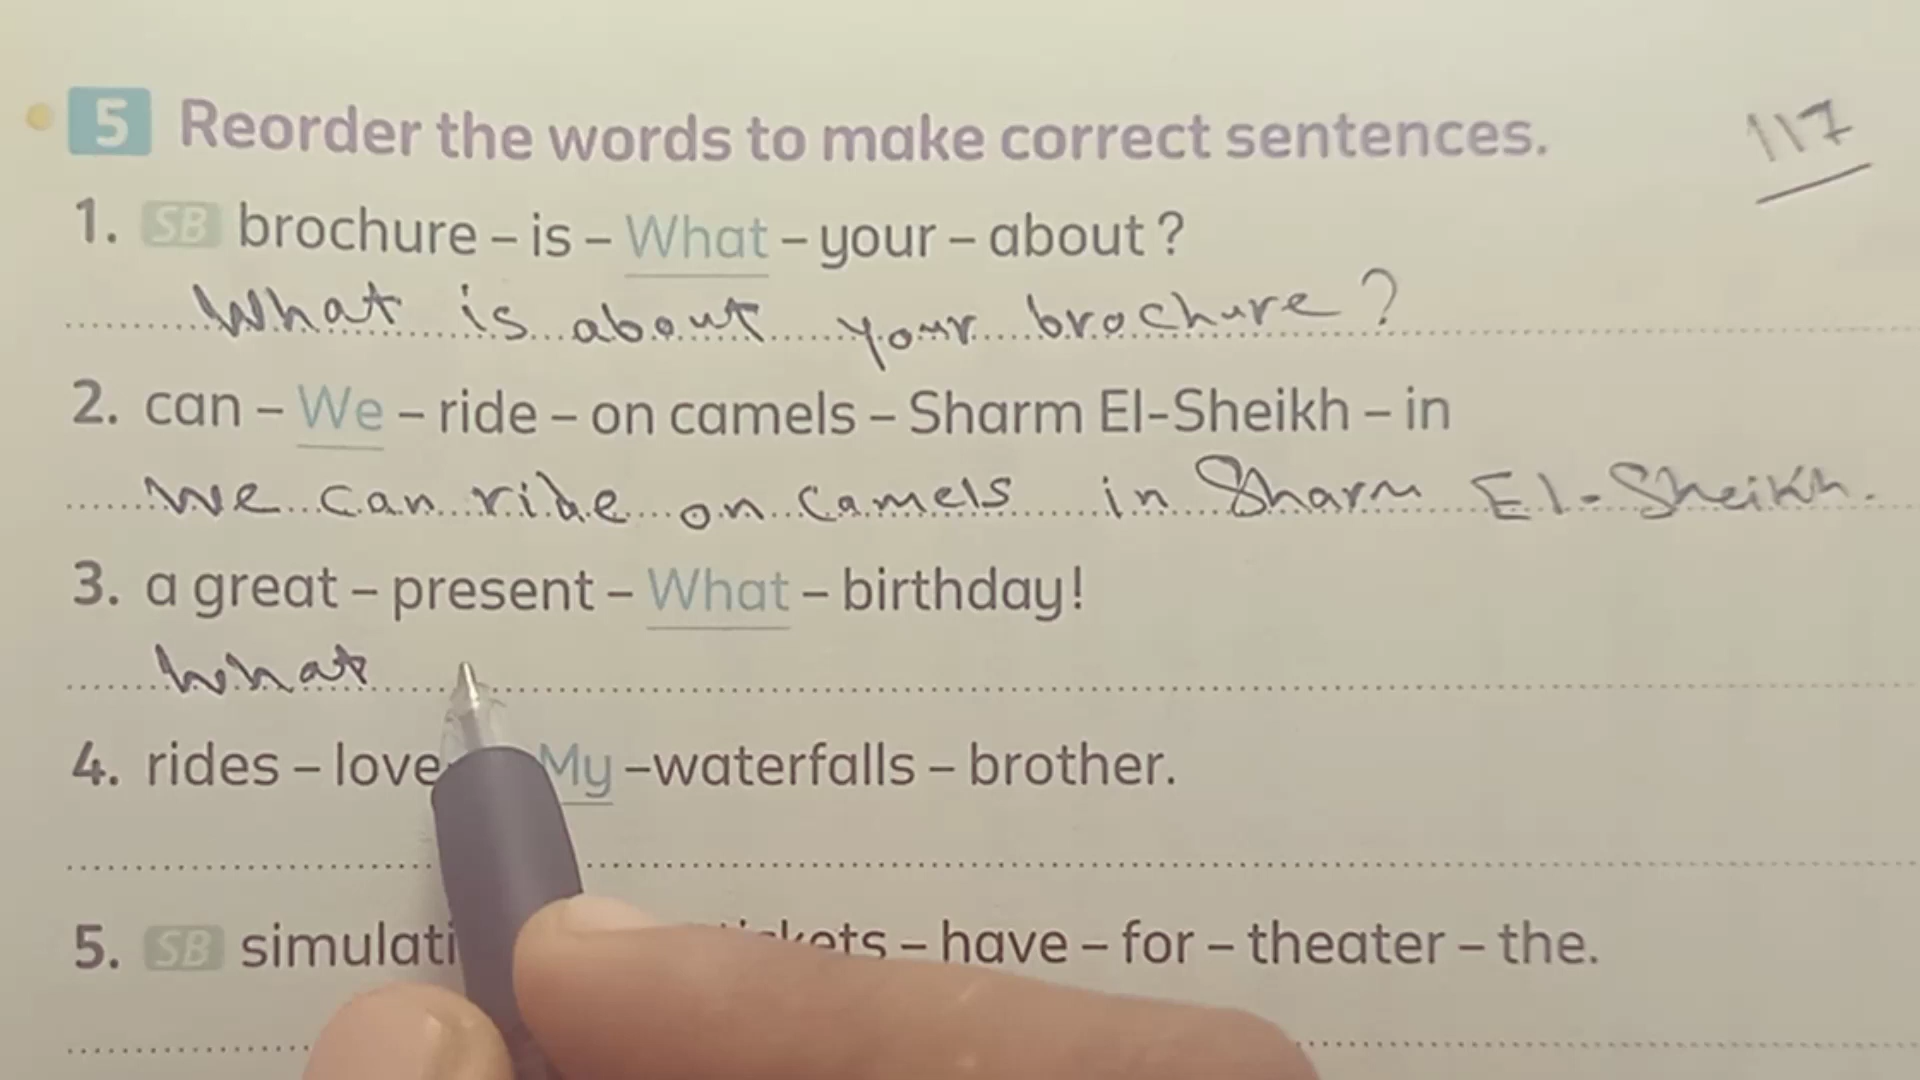 5 Reorder the words to make correct sentences.
117
1. SB brochure – is – What – your – about ?
What is about your brochure?
2. can – We – ride – on camels – Sharm El-Sheikh – in
We can ride on camels in Sharm El-Sheikh.
3. a great – present – What – birthday!
What
4. rides – love My –waterfalls – brother.
5. SB – have – for – theater – the.